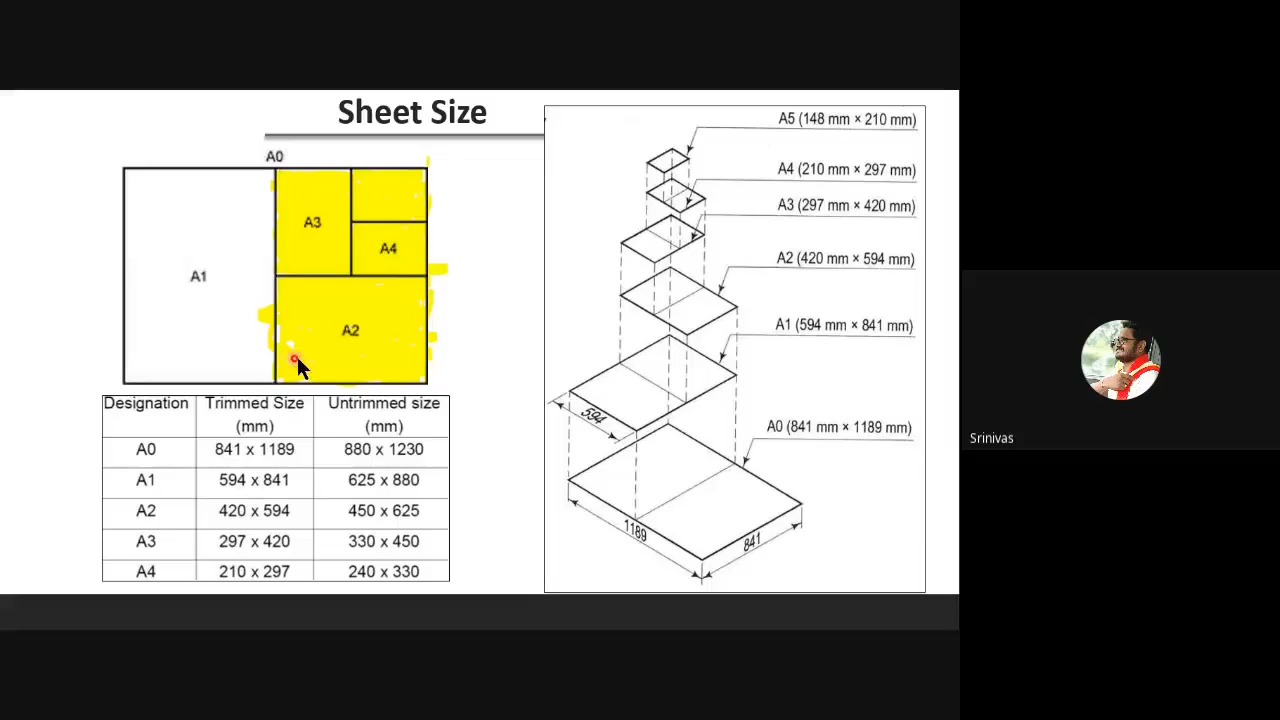 Sheet Size
A0
A3
A4
A1
A2
Designation Trimmed Size (mm) Untrimmed size (mm)
A0 841 x 1189 880 x 1230
A1 594 x 841 625 x 880
A2 420 x 594 450 x 625
A3 297 x 420 330 x 450
A4 210 x 297 240 x 330
A5 (148 mm × 210 mm)
A4 (210 mm × 297 mm)
A3 (297 mm × 420 mm)
A2 (420 mm × 594 mm)
A1 (594 mm × 841 mm)
594
A0 (841 mm × 1189 mm)
1189
841
Srinivas